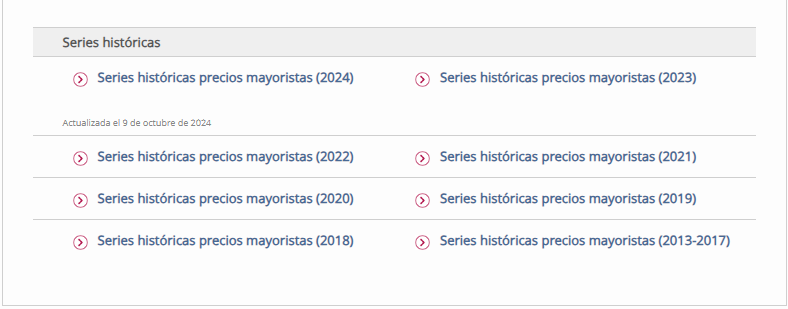 Series históricas
Series históricas precios mayoristas (2024)
Series históricas precios mayoristas (2023)
Actualizada el 9 de octubre de 2024
Series históricas precios mayoristas (2022)
Series históricas precios mayoristas (2021)
Series históricas precios mayoristas (2020)
Series históricas precios mayoristas (2019)
Series históricas precios mayoristas (2018)
Series históricas precios mayoristas (2013-2017)